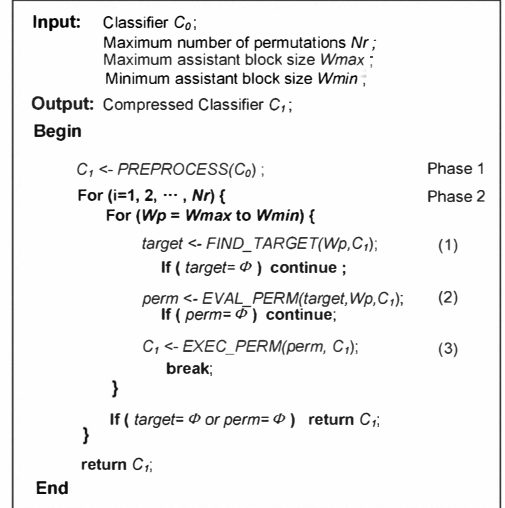 Input: Classifier C₀;
Maximum number of permutations Nr ;
Maximum assistant block size Wmax ;
Minimum assistant block size Wmin ;
Output: Compressed Classifier C₁;
Begin
C₁ <- PREPROCESS(C₀) ; Phase 1
For (i=1, 2, ··· , Nr) { Phase 2
For (Wp = Wmax to Wmin) {
target <- FIND_TARGET(Wp,C₁); (1)
If ( target= Φ ) continue ;
perm <- EVAL_PERM(target,Wp,C₁); (2)
If ( perm= Φ ) continue;
C₁ <- EXEC_PERM(perm, C₁); (3)
break;
}
If ( target= Φ or perm= Φ ) return C₁;
}
return C₁;
End